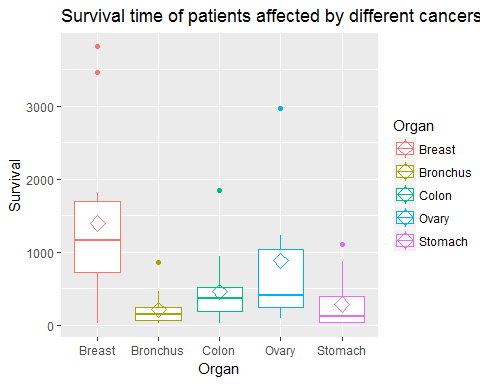 Survival time of patients affected by different cancers
Survival
3000
2000
1000
0
Breast
Bronchus
Colon
Ovary
Stomach
Organ
Organ
Breast
Bronchus
Colon
Ovary
Stomach